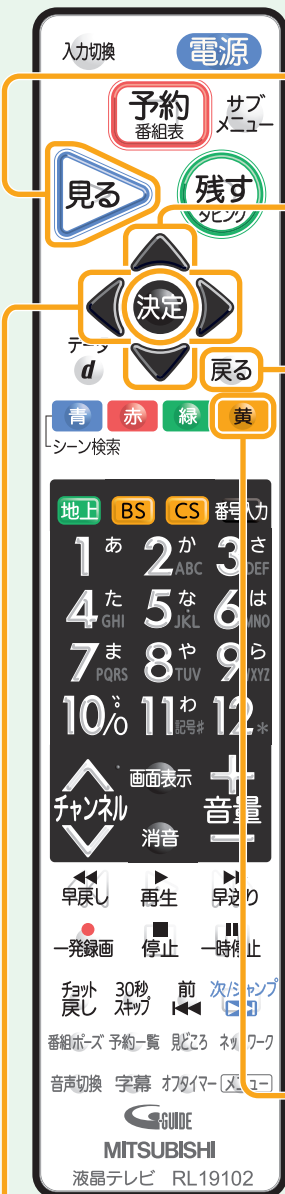 入力切換 電源
予約
番組表
サブ
メニュー
見る
残す
ダビング
決定
データ
d
戻る
青 赤 緑 黄
シーン検索
地上 BS CS 番号入力
1 あ 2 か ABC 3 さ DEF
4 た GHI 5 な JKL 6 は MNO
7 ま PQRS 8 や TUV 9 ら WXYZ
10/0 ゛゜ 11 わ 記号# 12 *
チャンネル
画面表示
消音
+
音量
−
早戻し 再生 早送り
一発録画 停止 一時停止
チョット
戻し
30秒
スキップ
前
次/ジャンプ
番組ポーズ 予約一覧 見どころ ネットワーク
音声切換 字幕 オフタイマー メニュー
G-GUIDE
MITSUBISHI
液晶テレビ RL19102